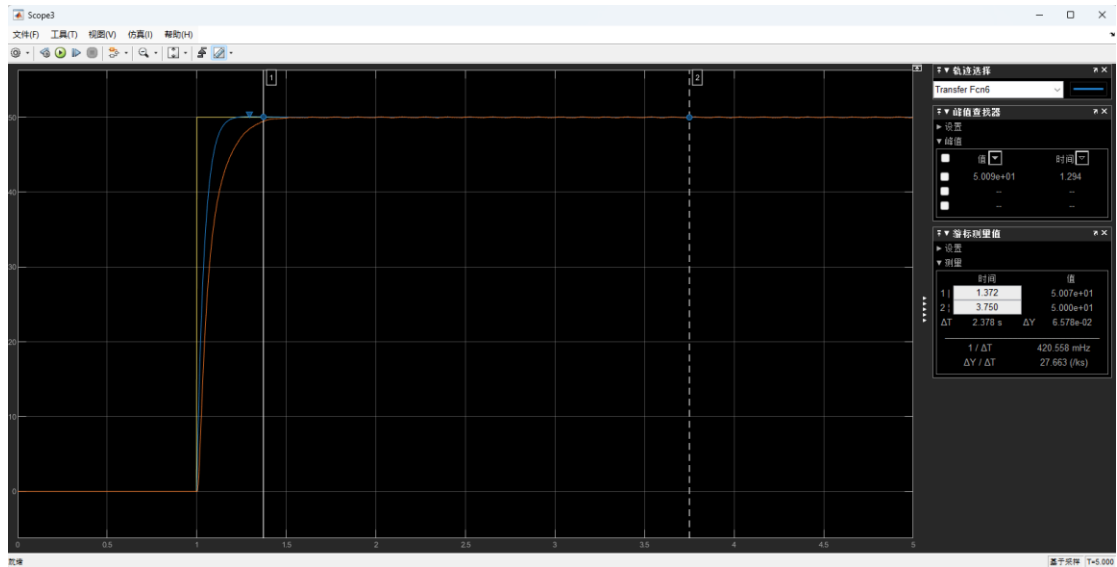 Scope3
文件(F) 工具(T) 视图(V) 仿真(I) 帮助(H)
1
2
50
40
30
20
10
0
0 0.5 1 1.5 2 2.5 3 3.5 4 4.5 5
轨迹选择
Transfer Fcn6
峰值查找器
设置
峰值
值 时间
5.009e+01 1.294
-- --
-- --
游标测量值
设置
测量
时间 值
1 | 1.372 5.007e+01
2 ¦ 3.750 5.000e+01
ΔT 2.378 s ΔY 6.578e-02
1 / ΔT 420.558 mHz
ΔY / ΔT 27.663 (/ks)
就绪 基于采样 T=5.000